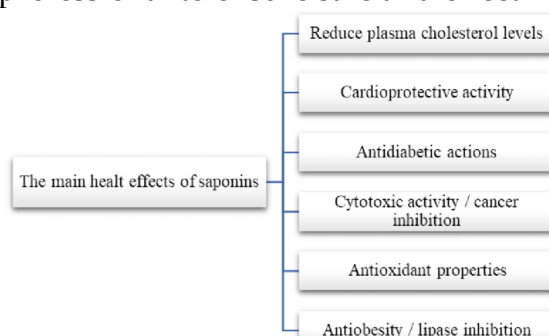 Reduce plasma cholesterol levels
Cardioprotective activity
Antidiabetic actions
The main healt effects of saponins
Cytotoxic activity / cancer
inhibition
Antioxidant properties
Antiobesity / lipase inhibition